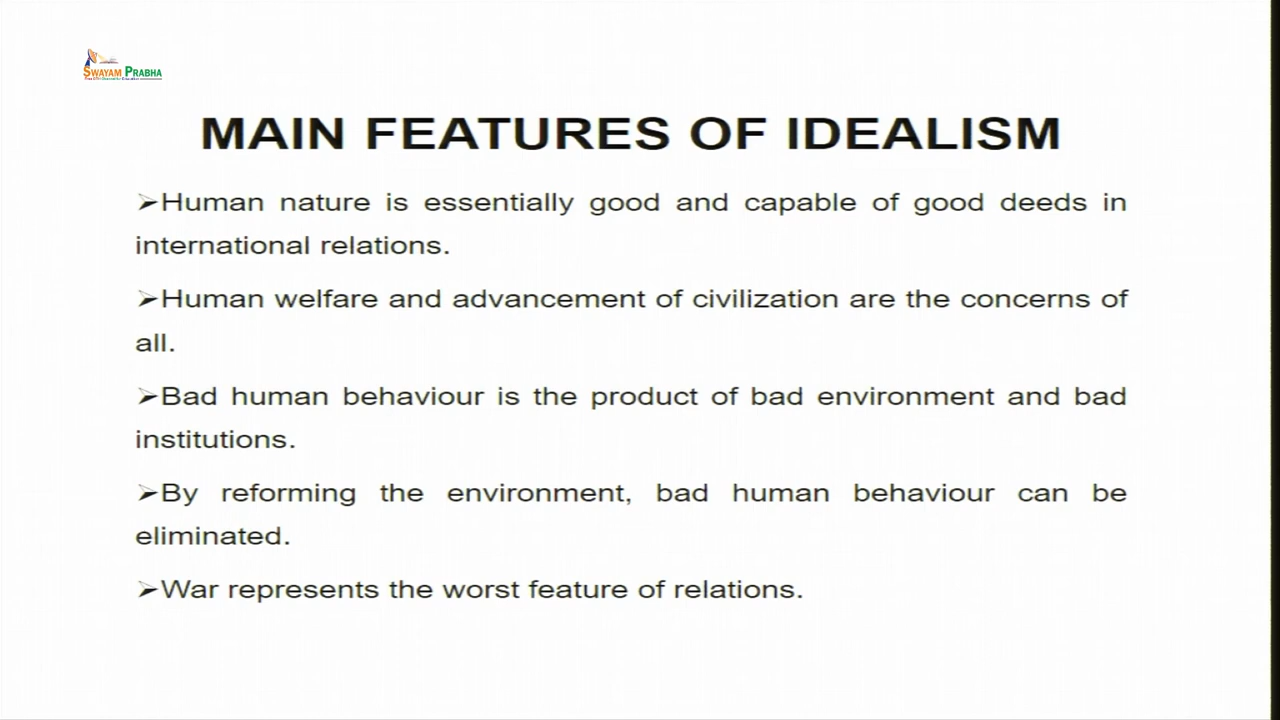 SWAYAM PRABHA
MAIN FEATURES OF IDEALISM
➢Human nature is essentially good and capable of good deeds in
international relations.
➢Human welfare and advancement of civilization are the concerns of
all.
➢Bad human behaviour is the product of bad environment and bad
institutions.
➢By reforming the environment, bad human behaviour can be
eliminated.
➢War represents the worst feature of relations.